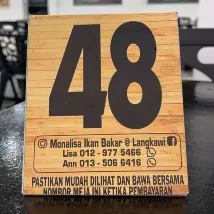 48
Monalisa Ikan Bakar @ Langkawi
Lisa 012 - 977 5466
Ann 013 - 506 6416
PASTIKAN MUDAH DILIHAT DAN BAWA BERSAMA
NOMBOR MEJA INI KETIKA PEMBAYARAN